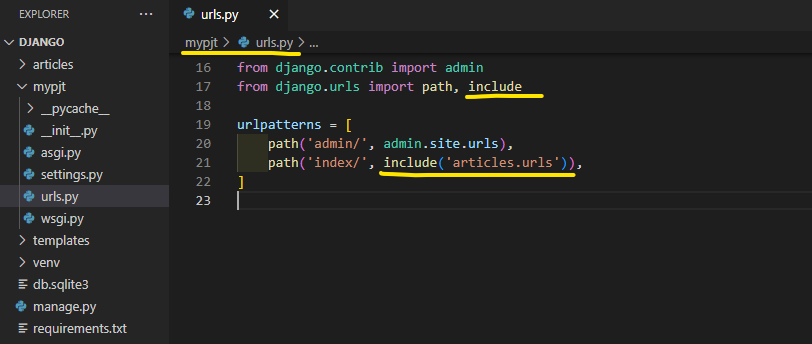 EXPLORER ...
DJANGO
articles
mypjt
__pycache__
__init__.py
asgi.py
settings.py
urls.py
wsgi.py
templates
venv
db.sqlite3
manage.py
requirements.txt
urls.py ×
mypjt > urls.py > ...
16 from django.contrib import admin
17 from django.urls import path, include
18
19 urlpatterns = [
20     path('admin/', admin.site.urls),
21     path('index/', include('articles.urls')),
22 ]
23